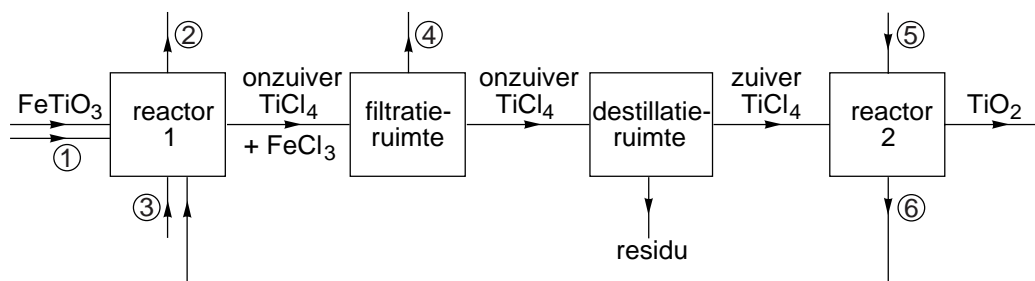 ②
④
⑤
FeTiO3
①
reactor
1
③
onzuiver
TiCl4
+ FeCl3
filtratie-
ruimte
onzuiver
TiCl4
destillatie-
ruimte
residu
zuiver
TiCl4
reactor
2
TiO2
⑥